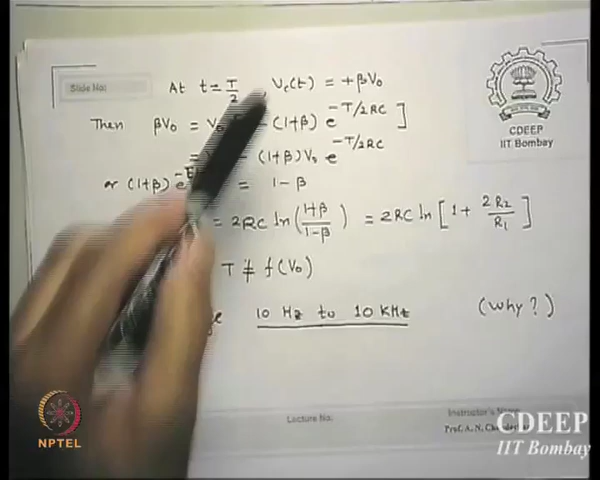 Slide No:
At t = T/2 Vc(t) = +βV₀
Then βV₀ = V₀ - (1+β) e^(-T/2RC) ]
= - (1+β)V₀ e^(-T/2RC)
or (1+β) e = 1 - β
= 2RC ln((1+β)/(1-β)) = 2RC ln[1 + 2R₂/R₁]
T ≠ f(V₀)
10 Hz to 10 KHz (why?)
CDEEP
IIT Bombay
NPTEL
Lecture No:
Instructor's Name
Prof. A. N.
CDEEP
IIT Bombay